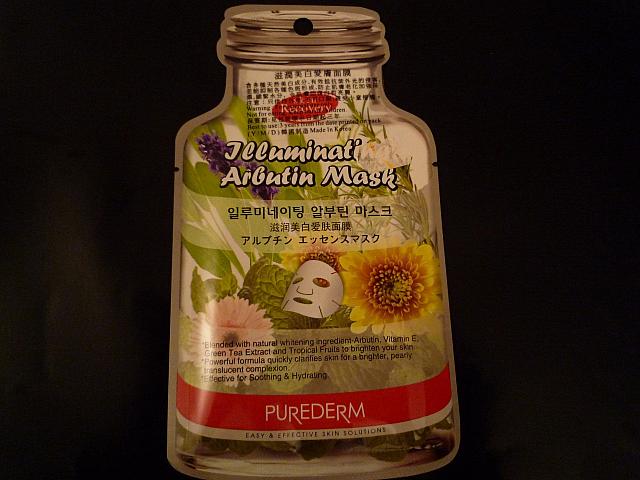 滋潤美白愛膚面膜
Recovery
Made in Korea
Illuminati
Arbutin Mask
일루미네이팅 알부틴 마스크
滋润美白爱肤面膜
アルブチン エッセンスマスク
*Blended with natural whitening ingredient-Arbutin, Vitamin E,
Green Tea Extract and Tropical Fruits to brighten your skin.
*Powerful formula quickly clarifies skin for a brighter, pearly
translucent complexion.
*Effective for Soothing & Hydrating.
PUREDERM
EASY & EFFECTIVE SKIN SOLUTIONS